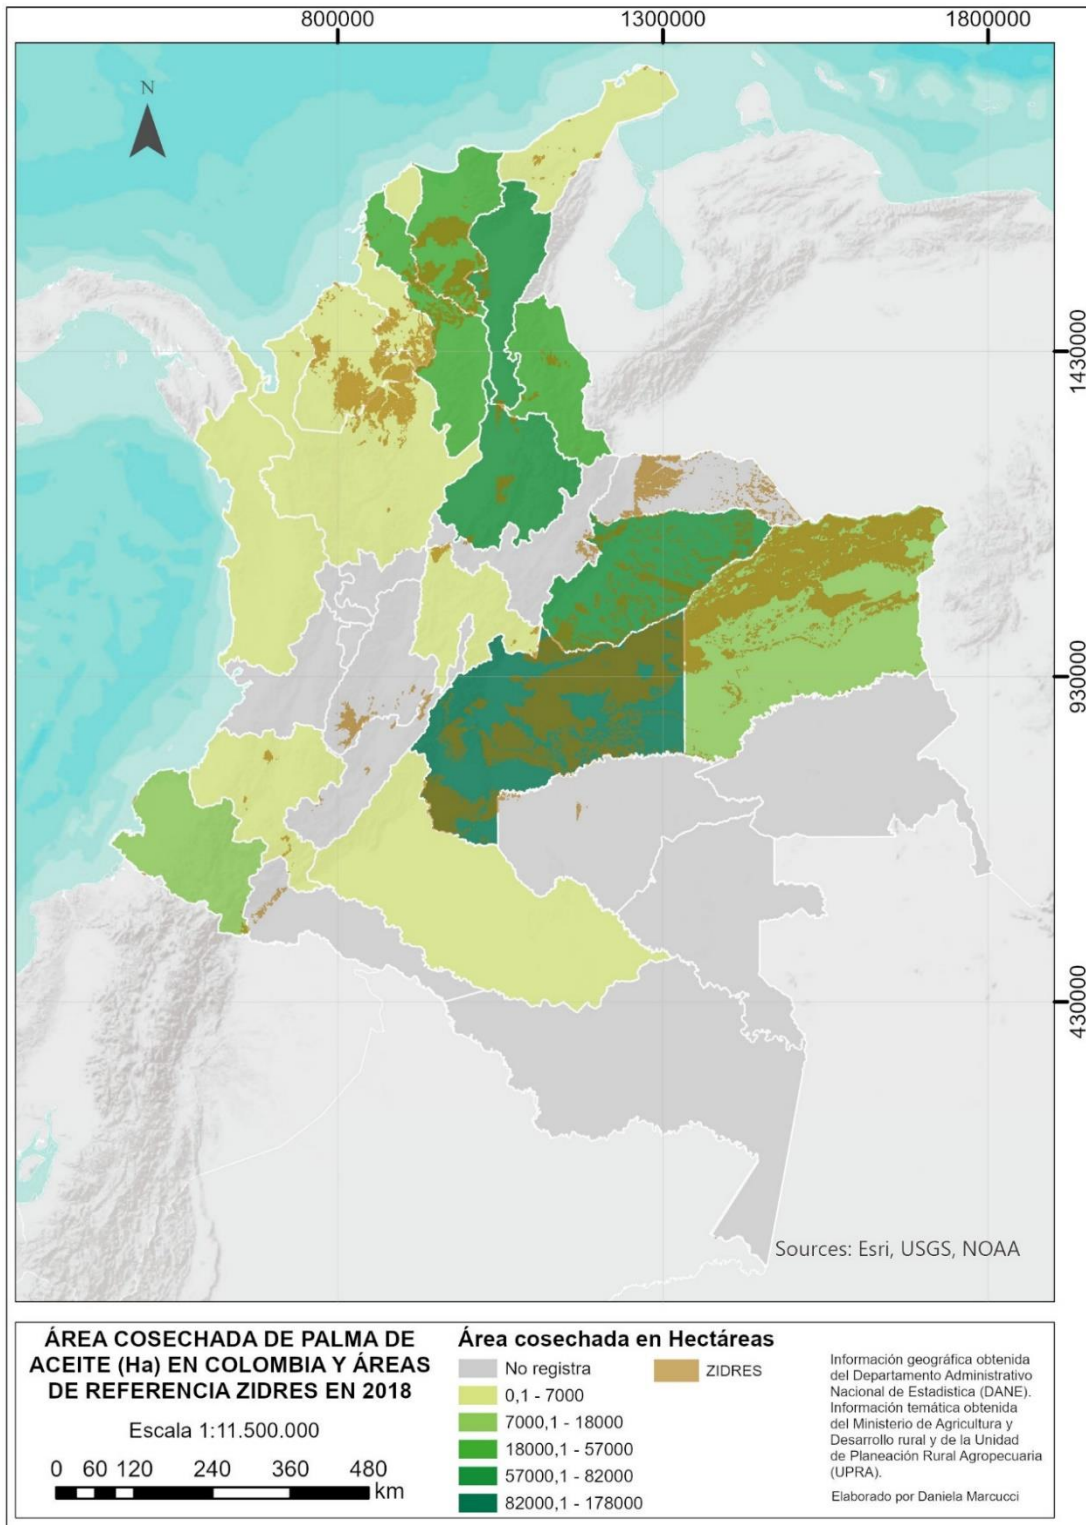 800000
1300000
1800000
N
1430000
930000
430000
Sources: Esri, USGS, NOAA
ÁREA COSECHADA DE PALMA DE
ACEITE (Ha) EN COLOMBIA Y ÁREAS
DE REFERENCIA ZIDRES EN 2018
Escala 1:11.500.000
0 60 120 240 360 480
km
Área cosechada en Hectáreas
No registra
0,1 - 7000
7000,1 - 18000
18000,1 - 57000
57000,1 - 82000
82000,1 - 178000
ZIDRES
Información geográfica obtenida
del Departamento Administrativo
Nacional de Estadistica (DANE).
Información temática obtenida
del Ministerio de Agricultura y
Desarrollo rural y de la Unidad
de Planeación Rural Agropecuaria
(UPRA).
Elaborado por Daniela Marcucci